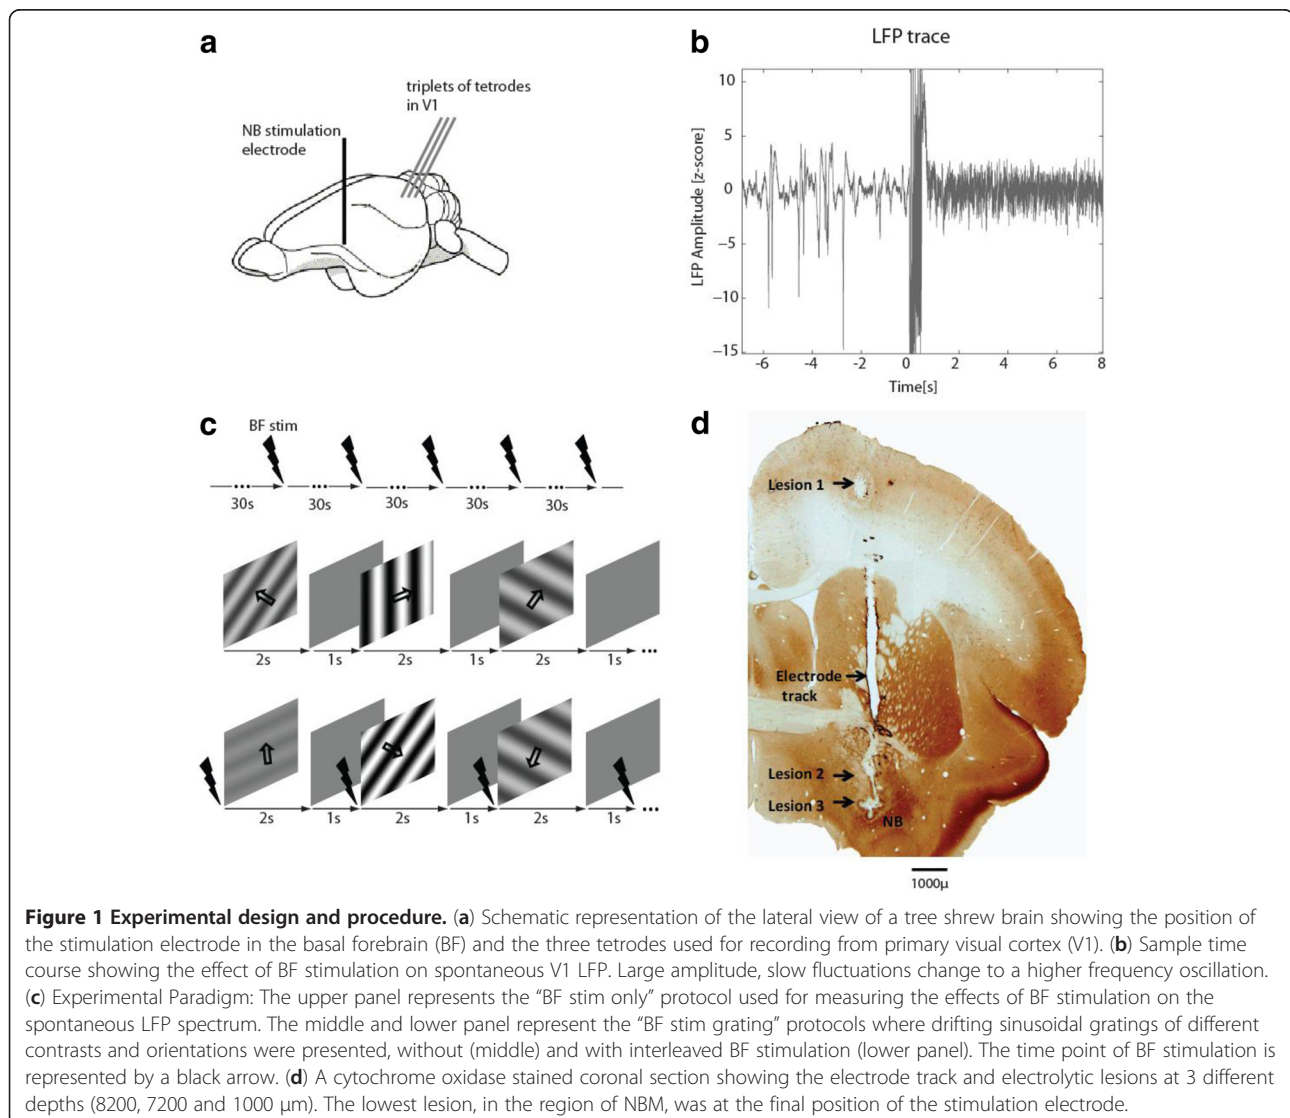 a
triplets of tetrodes
in V1
NB stimulation
electrode
b
LFP trace
LFP Amplitude [z-score]
10
5
0
−5
−10
−15
-6
-4
-2
0
2
4
6
8
Time[s]
c
BF stim
30s
30s
30s
30s
30s
2s
1s
2s
1s
2s
1s
2s
1s
2s
1s
2s
1s
d
Lesion 1
Electrode
track
Lesion 2
Lesion 3
NB
1000μ
Figure 1 Experimental design and procedure. (a) Schematic representation of the lateral view of a tree shrew brain showing the position of
the stimulation electrode in the basal forebrain (BF) and the three tetrodes used for recording from primary visual cortex (V1). (b) Sample time
course showing the effect of BF stimulation on spontaneous V1 LFP. Large amplitude, slow fluctuations change to a higher frequency oscillation.
(c) Experimental Paradigm: The upper panel represents the “BF stim only” protocol used for measuring the effects of BF stimulation on the
spontaneous LFP spectrum. The middle and lower panel represent the “BF stim grating” protocols where drifting sinusoidal gratings of different
contrasts and orientations were presented, without (middle) and with interleaved BF stimulation (lower panel). The time point of BF stimulation is
represented by a black arrow. (d) A cytochrome oxidase stained coronal section showing the electrode track and electrolytic lesions at 3 different
depths (8200, 7200 and 1000 μm). The lowest lesion, in the region of NBM, was at the final position of the stimulation electrode.